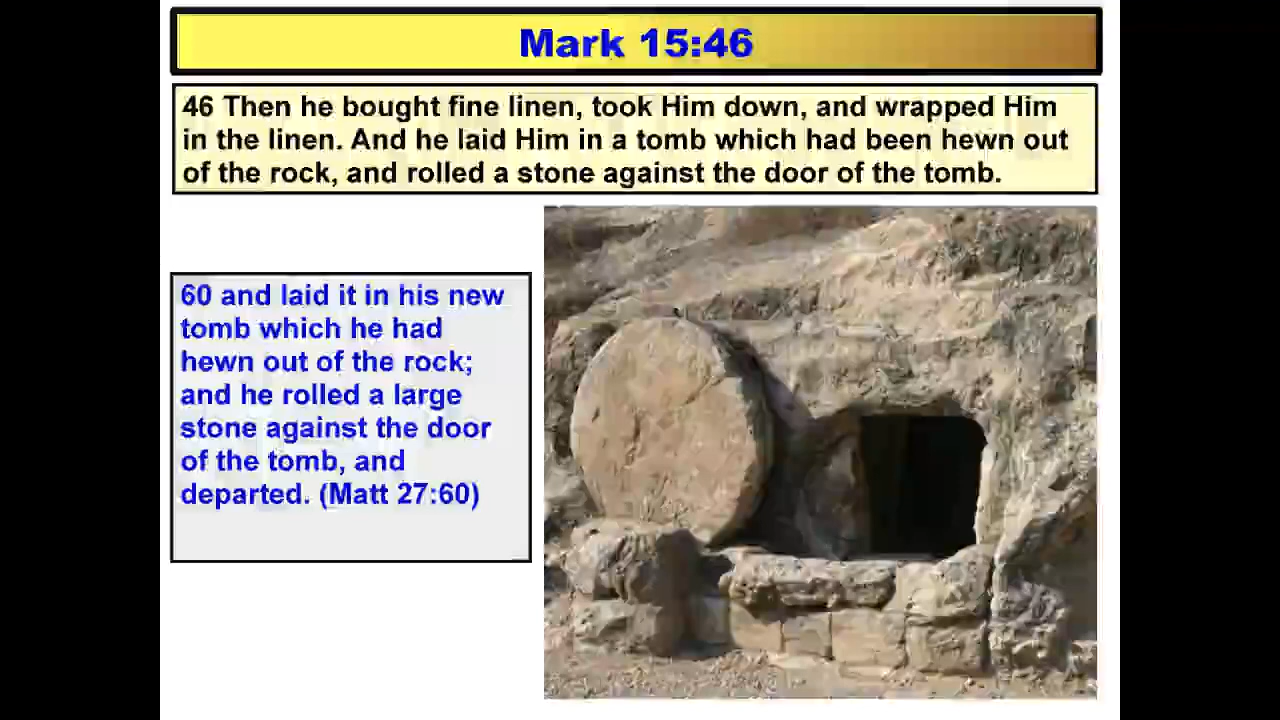 Mark 15:46
46 Then he bought fine linen, took Him down, and wrapped Him
in the linen. And he laid Him in a tomb which had been hewn out
of the rock, and rolled a stone against the door of the tomb.
60 and laid it in his new
tomb which he had
hewn out of the rock;
and he rolled a large
stone against the door
of the tomb, and
departed. (Matt 27:60)